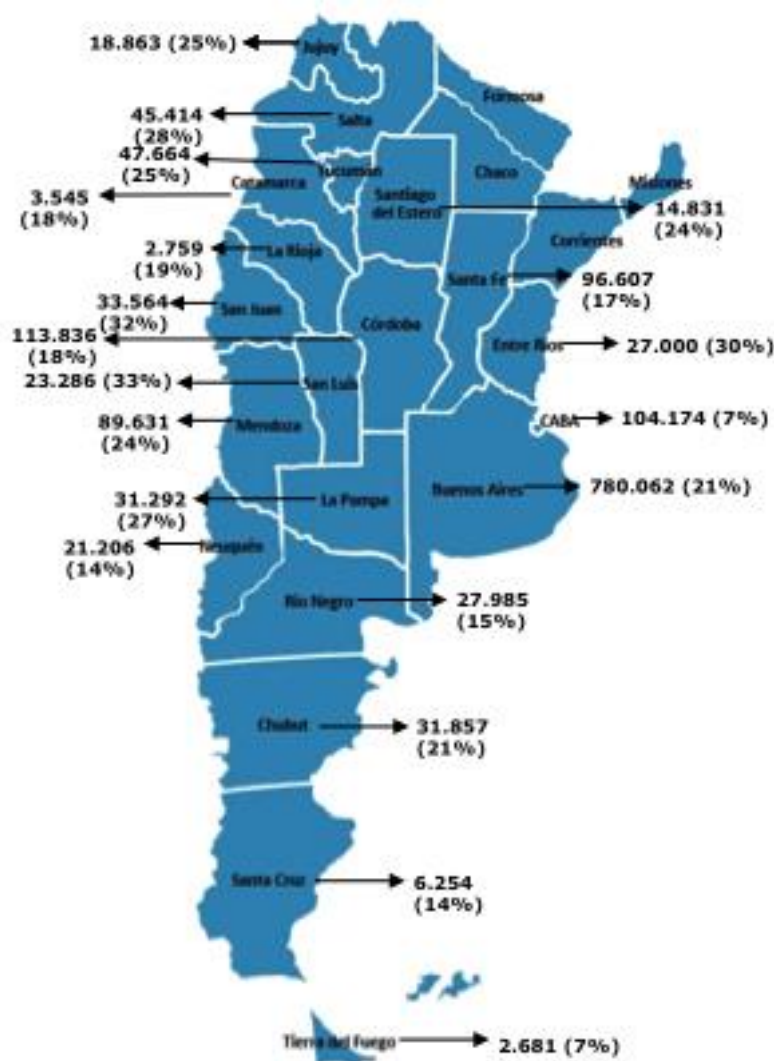 18.863 (25%)
Jujuy
Formosa
45.414
(28%)
Salta
47.664
(25%)
Tucumán
Chaco
Misiones
3.545
(18%)
Catamarca
Santiago
del Estero
14.831
(24%)
Corrientes
2.759
(19%)
La Rioja
Santa Fe
96.607
(17%)
33.564
(32%)
San Juan
Córdoba
113.836
(18%)
Entre Ríos
27.000 (30%)
23.286 (33%)
San Luis
89.631
(24%)
Mendoza
CABA
104.174 (7%)
31.292
(27%)
La Pampa
Buenos Aires
780.062 (21%)
21.206
(14%)
Neuquén
Río Negro
27.985
(15%)
Chubut
31.857
(21%)
Santa Cruz
6.254
(14%)
Tierra del Fuego
2.681 (7%)